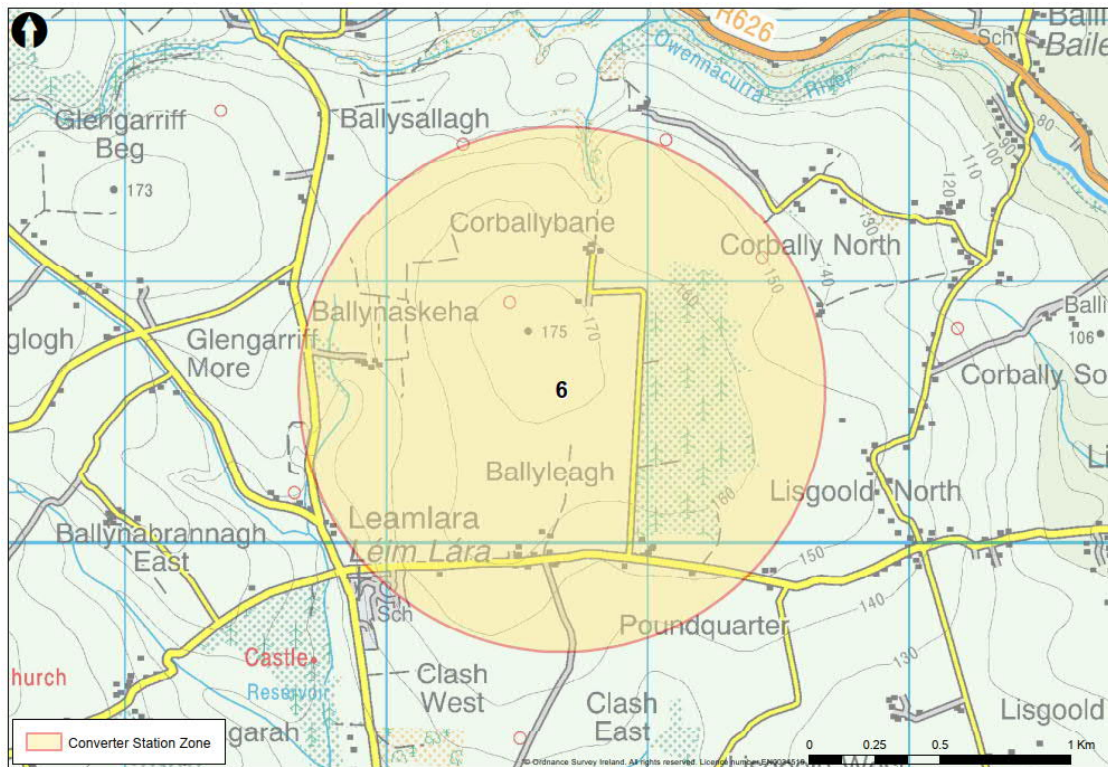 R626
Sch
Owennacurra
River
Glengarriff
Beg
Ballysallagh
173
80
90
100
110
120
130
140
150
Corballybane
Corbally North
Ballynaskeha
175
170
160
Glengarriff
More
106
6
Ballyleagh
Lisgoold North
Leamlara
Léim Lára
Ballynabrannagh
East
160
150
140
130
Sch
Poundquarter
Castle
Reservoir
Clash
West
Clash
East
Lisgoold
Converter Station Zone
0 0.25 0.5 1 Km
© Ordnance Survey Ireland. All rights reserved. Licence number